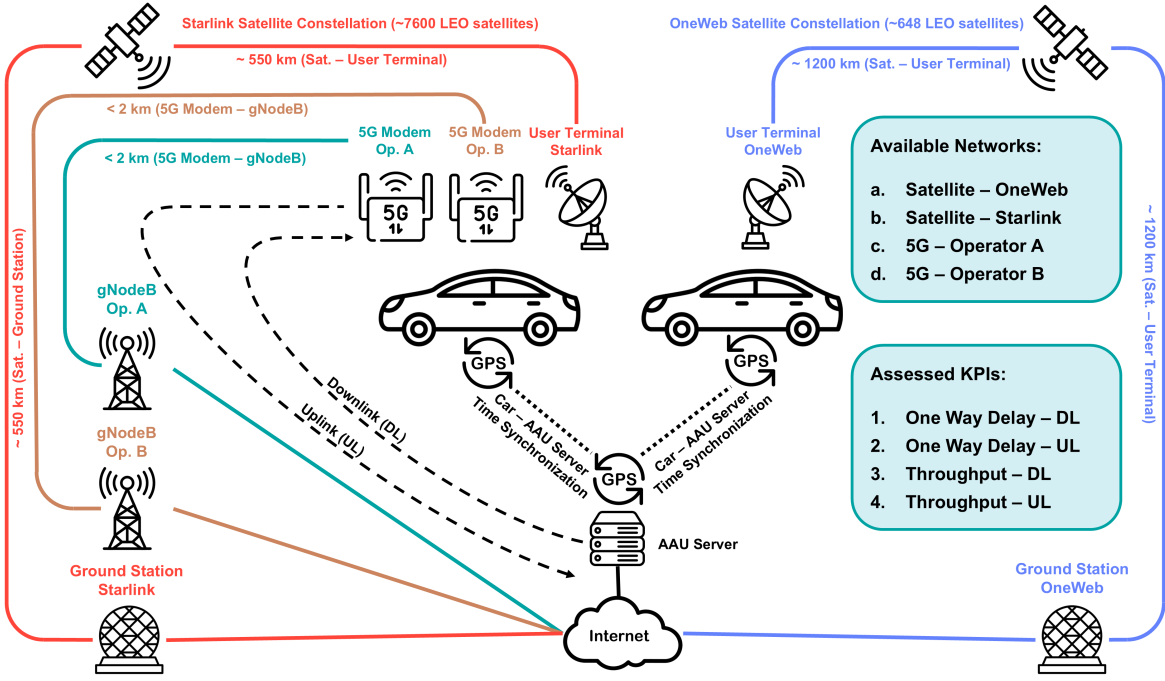 Starlink Satellite Constellation (~7600 LEO satellites)
OneWeb Satellite Constellation (~648 LEO satellites)
~ 550 km (Sat. – User Terminal)
~ 1200 km (Sat. – User Terminal)
< 2 km (5G Modem – gNodeB)
< 2 km (5G Modem – gNodeB)
5G Modem
Op. A
5G Modem
Op. B
User Terminal
Starlink
User Terminal
OneWeb
5G
5G
Available Networks:
a. Satellite – OneWeb
b. Satellite – Starlink
c. 5G – Operator A
d. 5G – Operator B
~ 550 km (Sat. – Ground Station)
~ 1200 km (Sat. – User Terminal)
gNodeB
Op. A
GPS
GPS
Downlink (DL)
Uplink (UL)
Car – AAU Server
Time Synchronization
Car – AAU Server
Time Synchronization
Assessed KPIs:
1. One Way Delay – DL
2. One Way Delay – UL
3. Throughput – DL
4. Throughput – UL
gNodeB
Op. B
GPS
AAU Server
Ground Station
Starlink
Ground Station
OneWeb
Internet